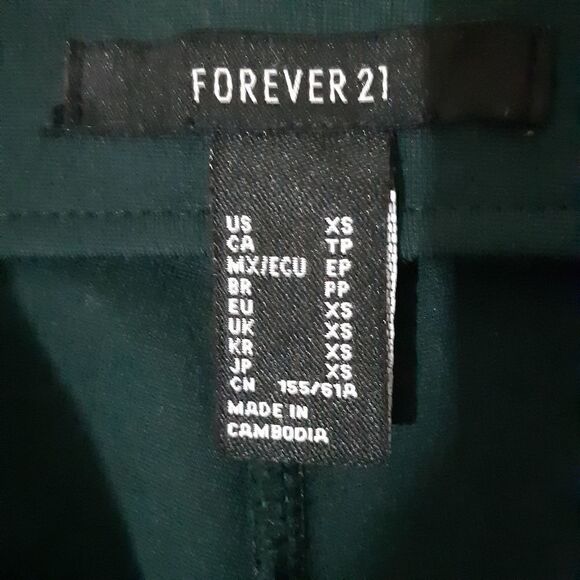 FOREVER 21
US XS
CA TP
MX/ECU EP
BR PP
EU XS
UK XS
KR XS
JP XS
CH 155/61A
MADE IN
CAMBODIA